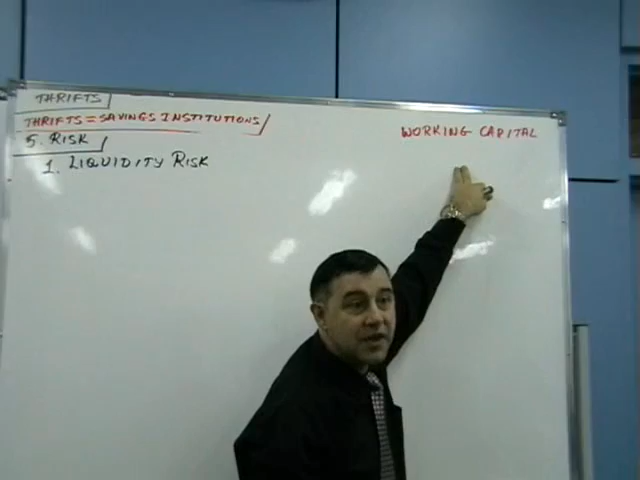 THRIFTS
THRIFTS = SAVINGS INSTITUTIONS
5. RISK
1. LIQUIDITY RISK
WORKING CAPITAL